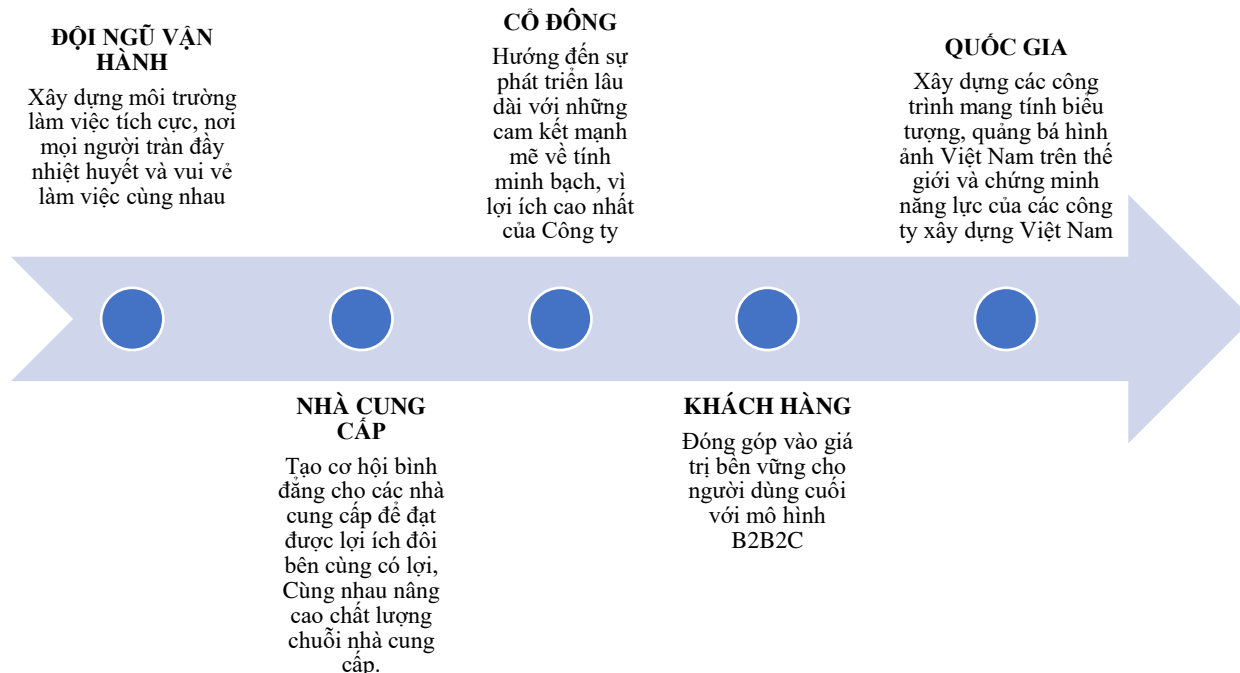 ĐỘI NGŨ VẬN
HÀNH
Xây dựng môi trường
làm việc tích cực, nơi
mọi người tràn đầy
nhiệt huyết và vui vẻ
làm việc cùng nhau
NHÀ CUNG
CẤP
Tạo cơ hội bình
đẳng cho các nhà
cung cấp để đạt
được lợi ích đôi
bên cùng có lợi,
Cùng nhau nâng
cao chất lượng
chuỗi nhà cung
cấp.
CỔ ĐÔNG
Hướng đến sự
phát triển lâu
dài với những
cam kết mạnh
mẽ về tính
minh bạch, vì
lợi ích cao nhất
của Công ty
KHÁCH HÀNG
Đóng góp vào giá
trị bền vững cho
người dùng cuối
với mô hình
B2B2C
QUỐC GIA
Xây dựng các công
trình mang tính biểu
tượng, quảng bá hình
ảnh Việt Nam trên thế
giới và chứng minh
năng lực của các công
ty xây dựng Việt Nam